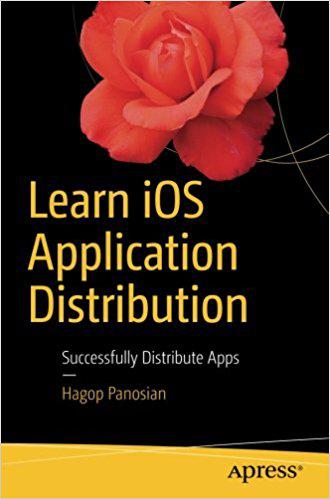 Learn iOS
Application
Distribution
Successfully Distribute Apps
—
Hagop Panosian
Apress®